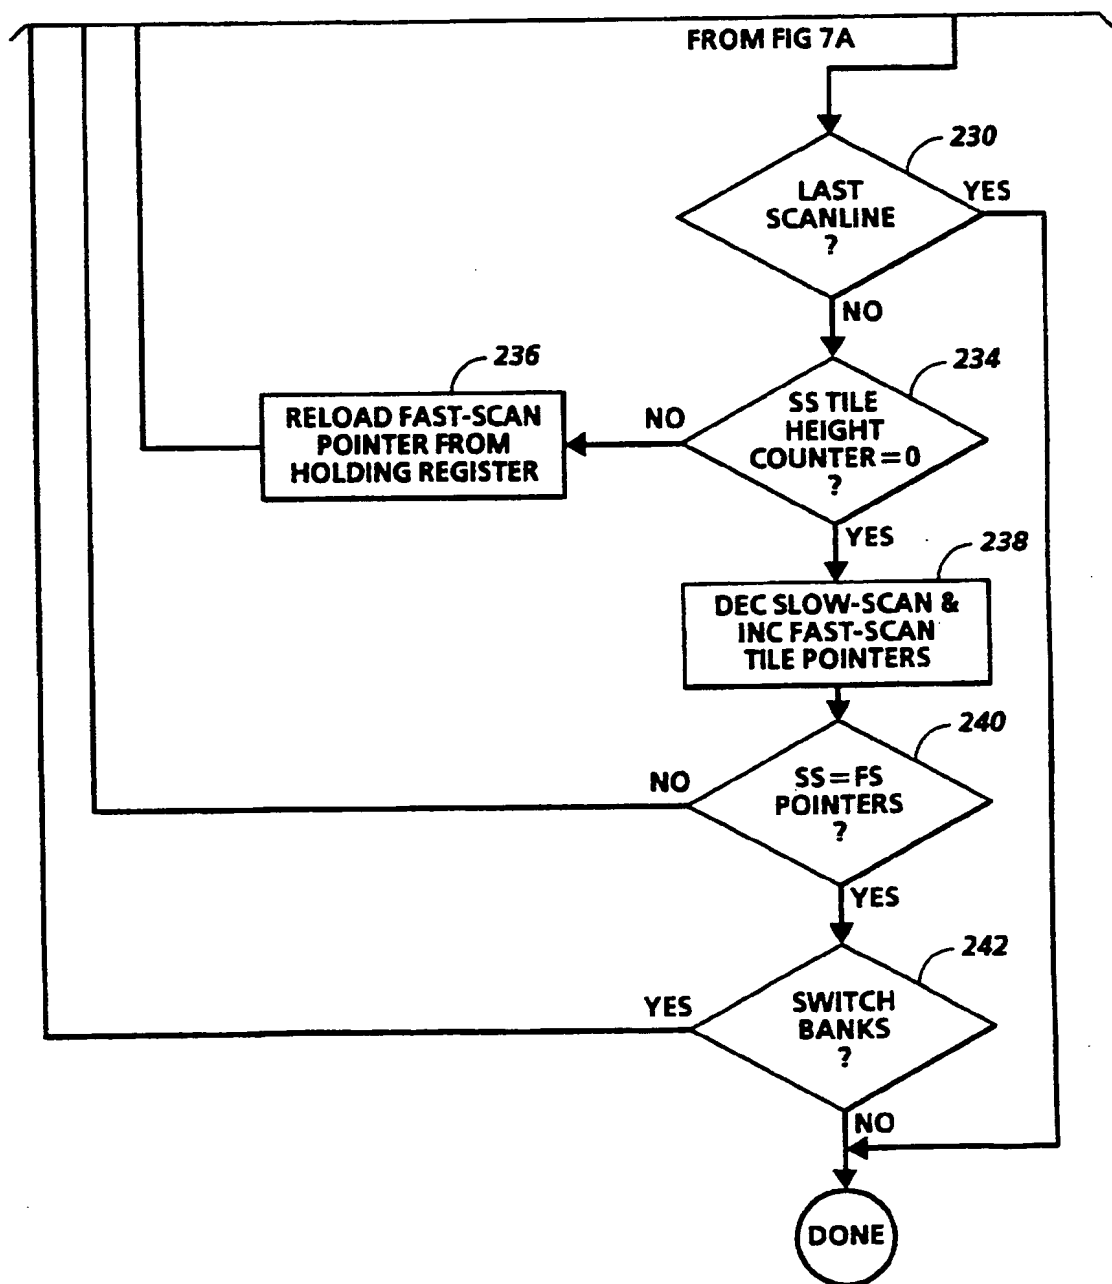 FROM FIG 7A
230
LAST
SCANLINE
?
YES
NO
236
234
RELOAD FAST-SCAN
POINTER FROM
HOLDING REGISTER
NO
SS TILE
HEIGHT
COUNTER = 0
?
YES
238
DEC SLOW-SCAN &
INC FAST-SCAN
TILE POINTERS
240
NO
SS = FS
POINTERS
?
YES
242
YES
SWITCH
BANKS
?
NO
DONE